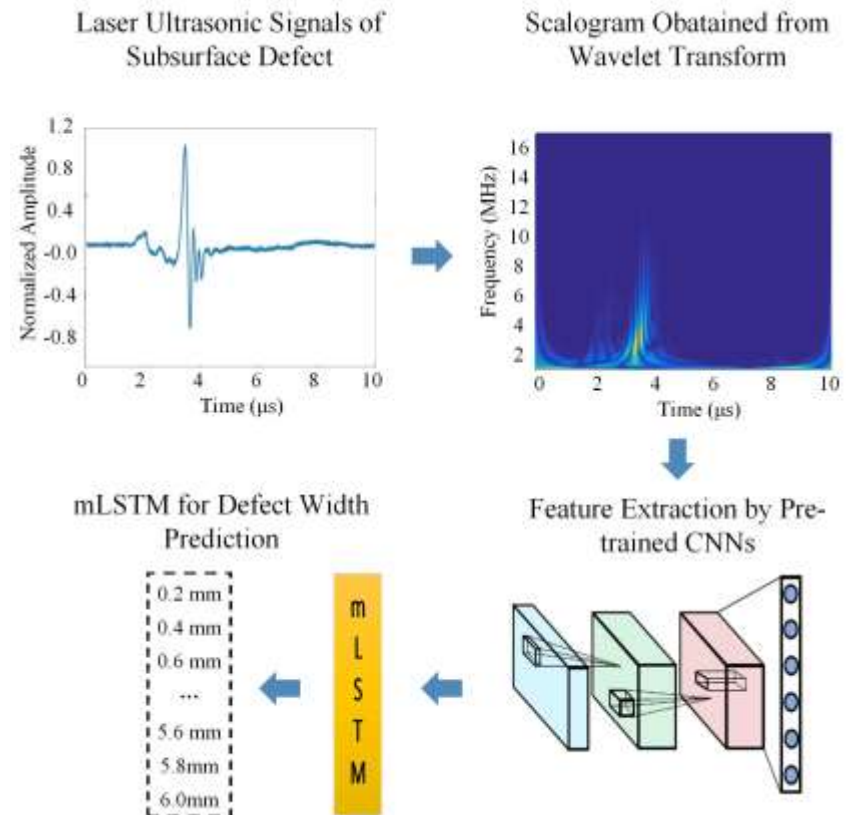 Laser Ultrasonic Signals of
Subsurface Defect
Normalized Amplitude
1.2
0.8
0.4
-0.0
-0.4
-0.8
0 2 4 6 8 10
Time (μs)
Scalogram Obatained from
Wavelet Transform
Frequency (MHz)
16
14
12
10
8
6
4
2
0 2 4 6 8 10
Time (μs)
Feature Extraction by Pre-
trained CNNs
mLSTM for Defect Width
Prediction
0.2 mm
0.4 mm
0.6 mm
...
5.6 mm
5.8mm
6.0mm
m
L
S
T
M